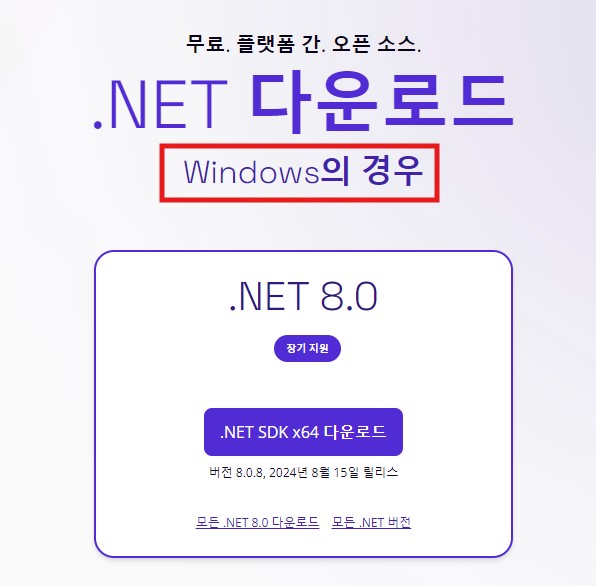 무료. 플랫폼 간. 오픈 소스.
.NET 다운로드
Windows의 경우
.NET 8.0
장기 지원
.NET SDK x64 다운로드
버전 8.0.8, 2024년 8월 15일 릴리스
모든 .NET 8.0 다운로드 모든 .NET 버전